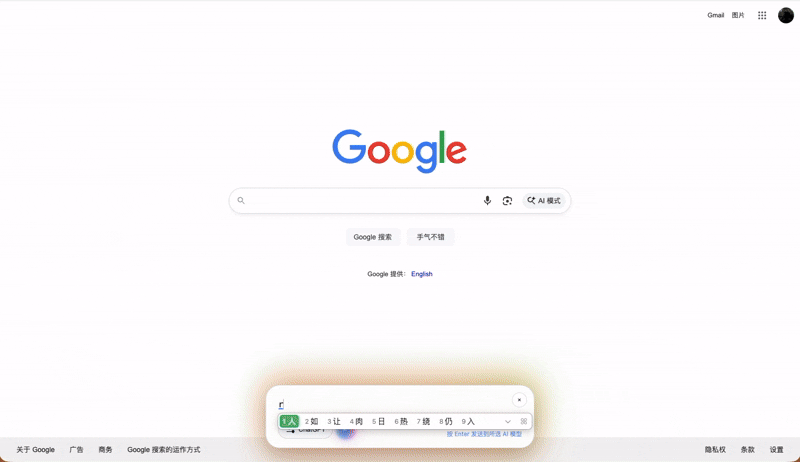 Gmail 图片
Google
AI 模式
Google 搜索 手气不错
Google 提供: English
r
1 人 2 如 3 让 4 肉 5 日 6 热 7 绕 8 仍 9 入
ChatGPT
按 Enter 发送到所选 AI 模型
关于 Google 广告 商务 Google 搜索的运作方式 隐私权 条款 设置